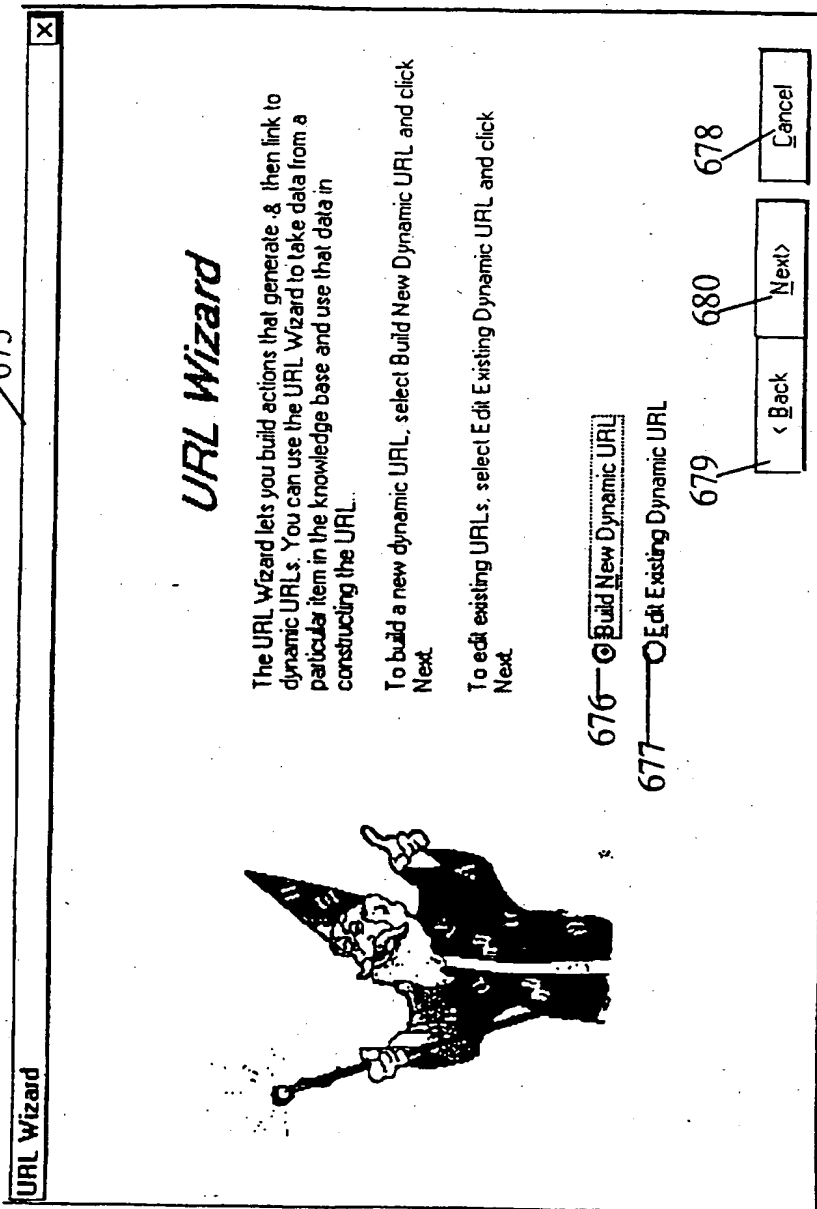 675
URL Wizard
URL Wizard
The URL Wizard lets you build actions that generate & then link to
dynamic URLs. You can use the URL Wizard to take data from a
particular item in the knowledge base and use that data in
constructing the URL.
To build a new dynamic URL, select Build New Dynamic URL and click
Next.
To edit existing URLs, select Edit Existing Dynamic URL and click
Next.
676 Build New Dynamic URL
677 Edit Existing Dynamic URL
679 680 678
< Back Next> Cancel